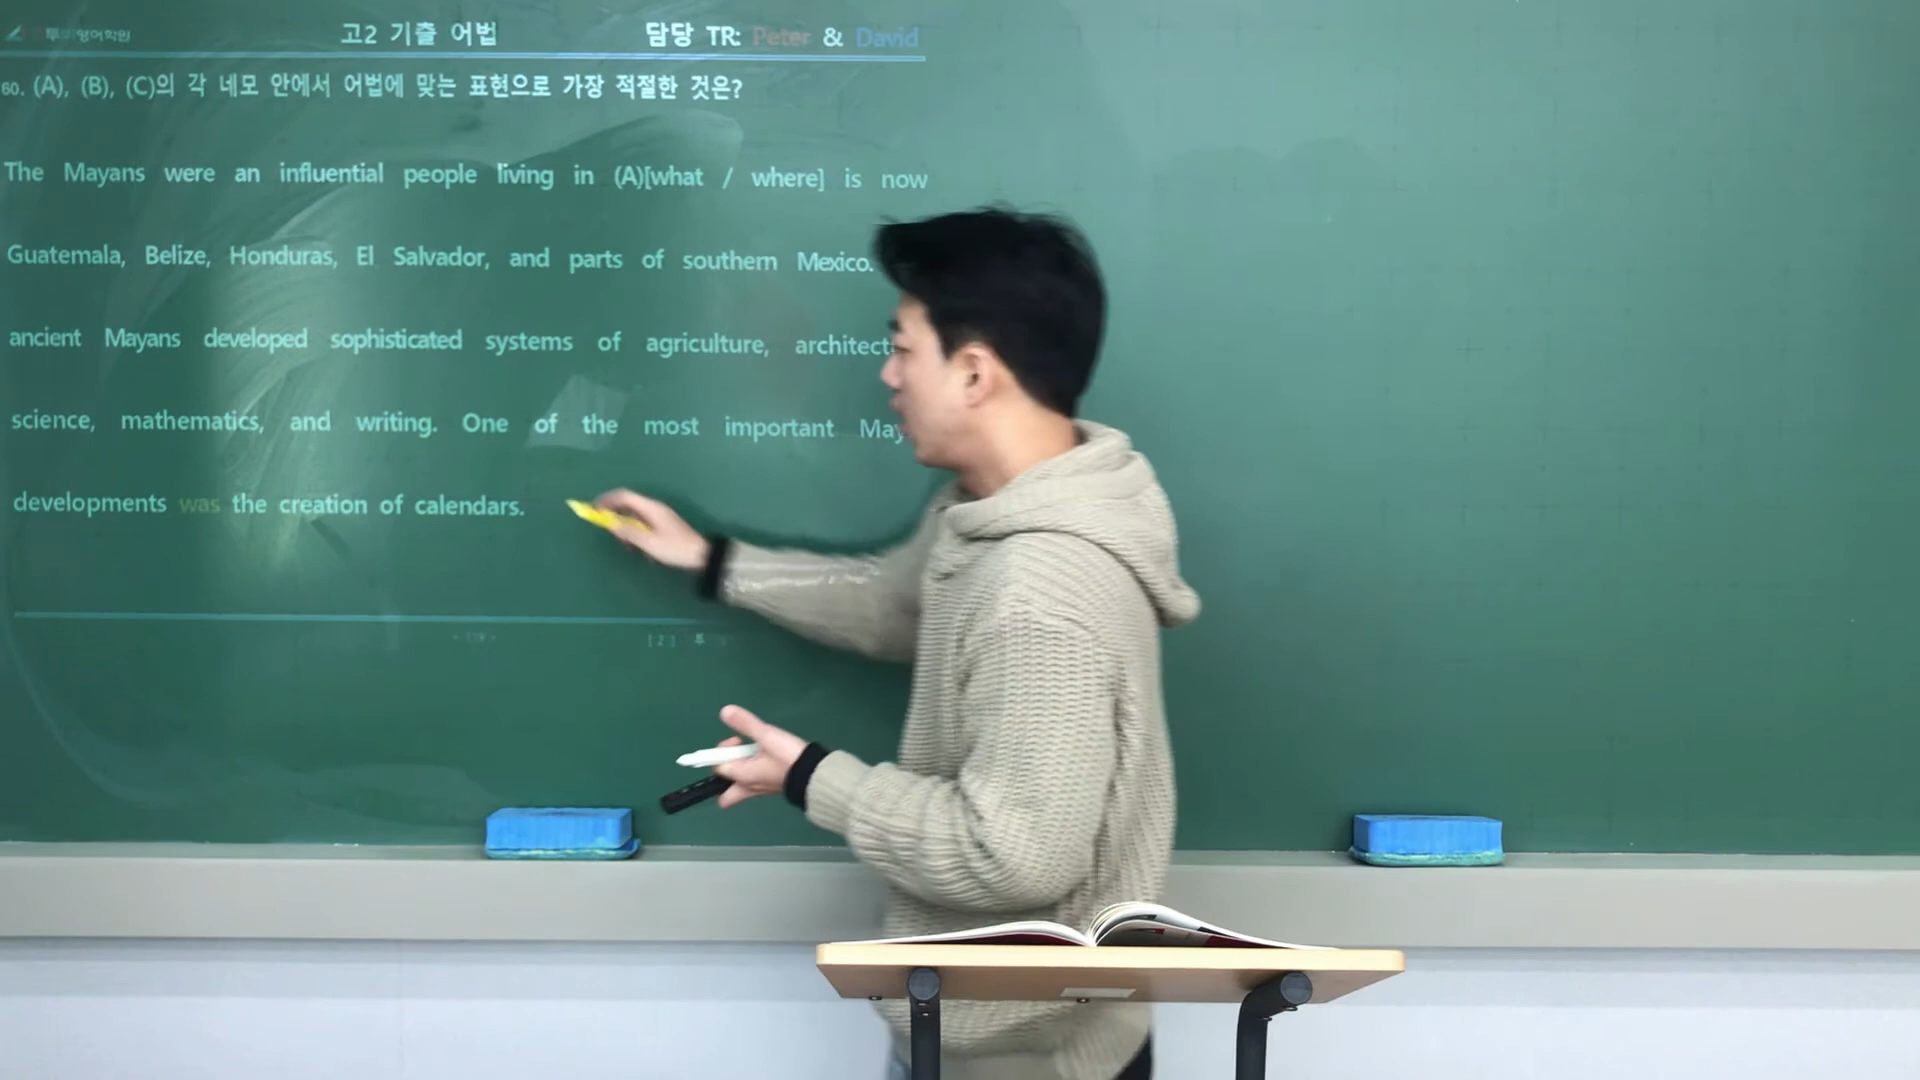 영어학원 고2 기출 어법 담당 TR: Peter & David
60. (A), (B), (C)의 각 네모 안에서 어법에 맞는 표현으로 가장 적절한 것은?
The Mayans were an influential people living in (A)[what / where] is now
Guatemala, Belize, Honduras, El Salvador, and parts of southern Mexico.
ancient Mayans developed sophisticated systems of agriculture,
science, mathematics, and writing. One of the most important
developments was the creation of calendars.